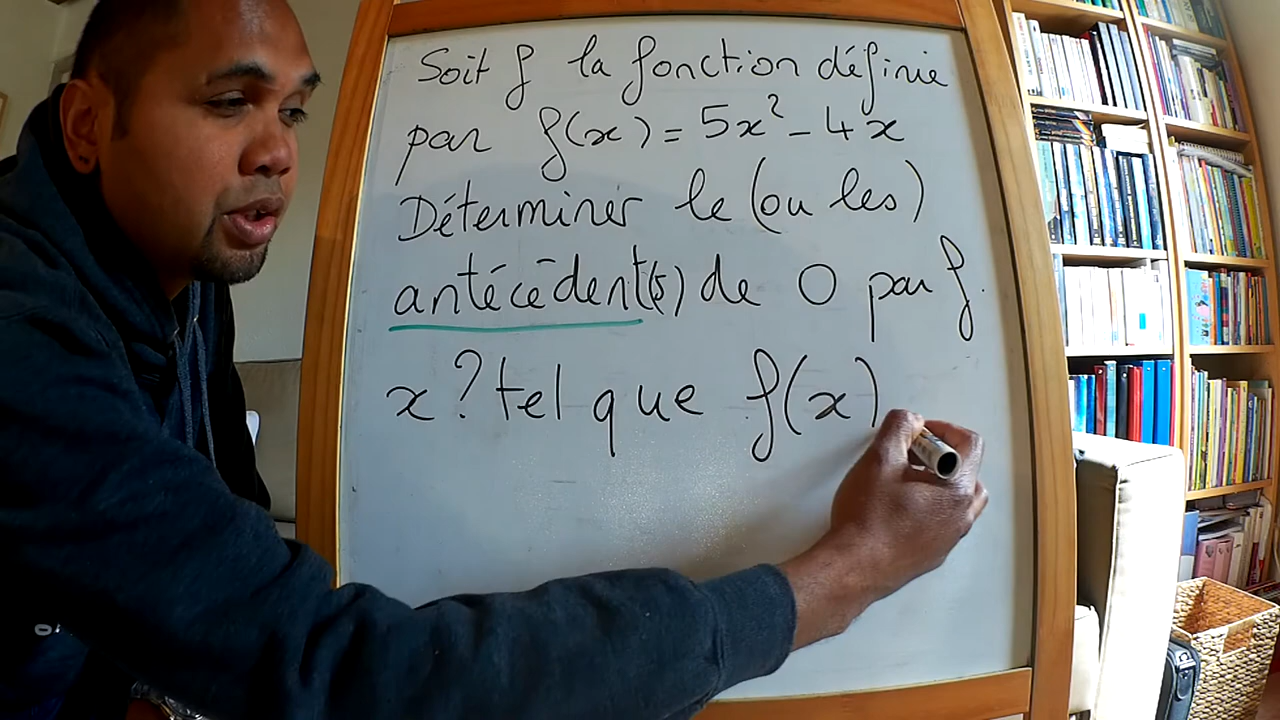 Soit f la fonction définie
par f(x) = 5x² - 4x
Déterminer le (ou les)
antécédent(s) de 0 par f.
x ? tel que f(x)